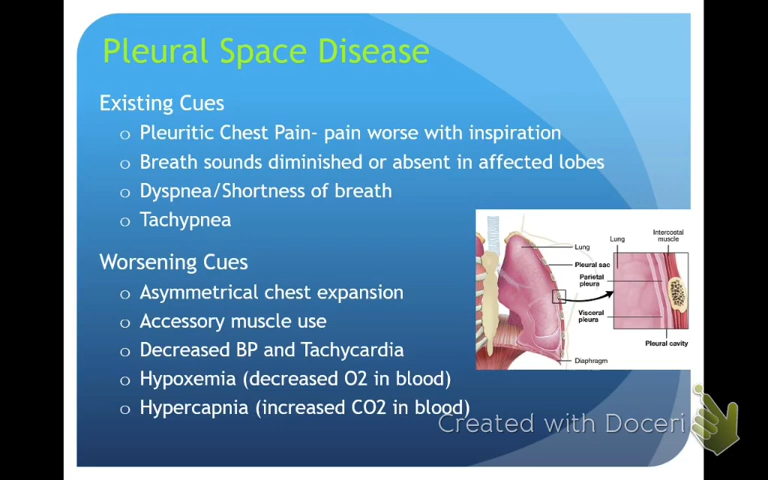 Pleural Space Disease
Existing Cues
o Pleuritic Chest Pain- pain worse with inspiration
o Breath sounds diminished or absent in affected lobes
o Dyspnea/Shortness of breath
o Tachypnea
Worsening Cues
o Asymmetrical chest expansion
o Accessory muscle use
o Decreased BP and Tachycardia
o Hypoxemia (decreased O2 in blood)
o Hypercapnia (increased CO2 in blood)
Lung
Pleural sac
Diaphragm
Lung
Intercostal
muscle
Parietal
pleura
Visceral
pleura
Pleural cavity
Created with Doceri